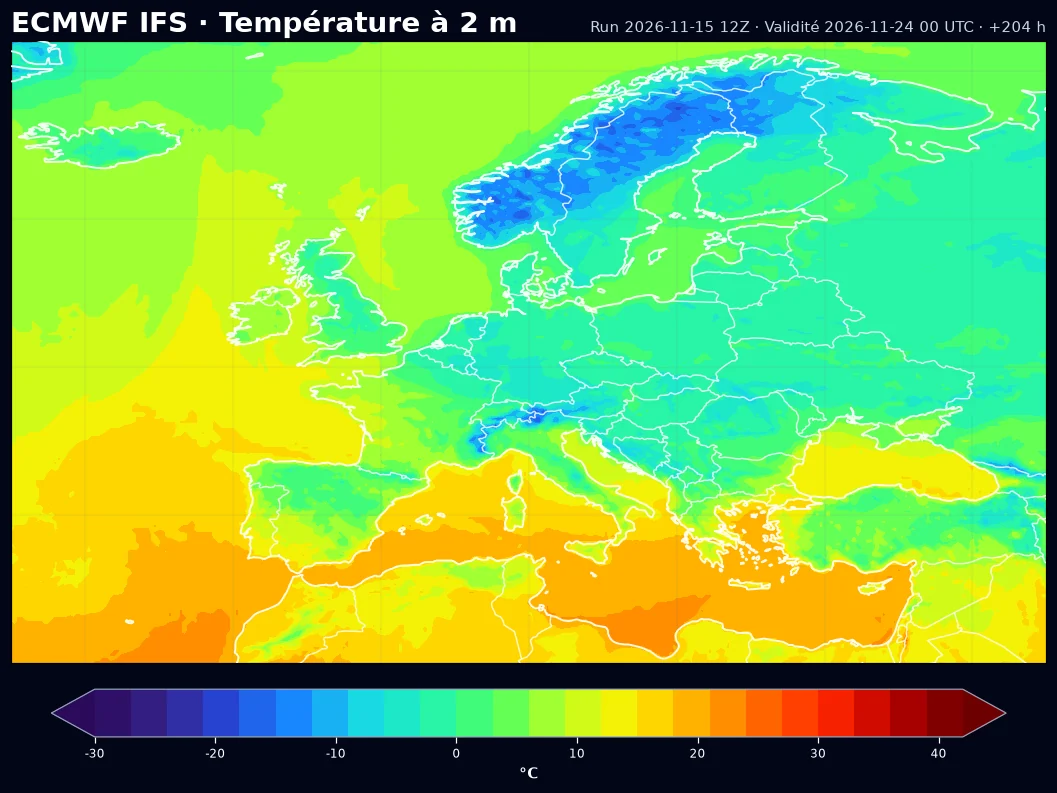 ECMWF IFS · Température à 2 m
Run 2026-11-15 12Z · Validité 2026-11-24 00 UTC · +204 h
-30 -20 -10 0 10 20 30 40
°C